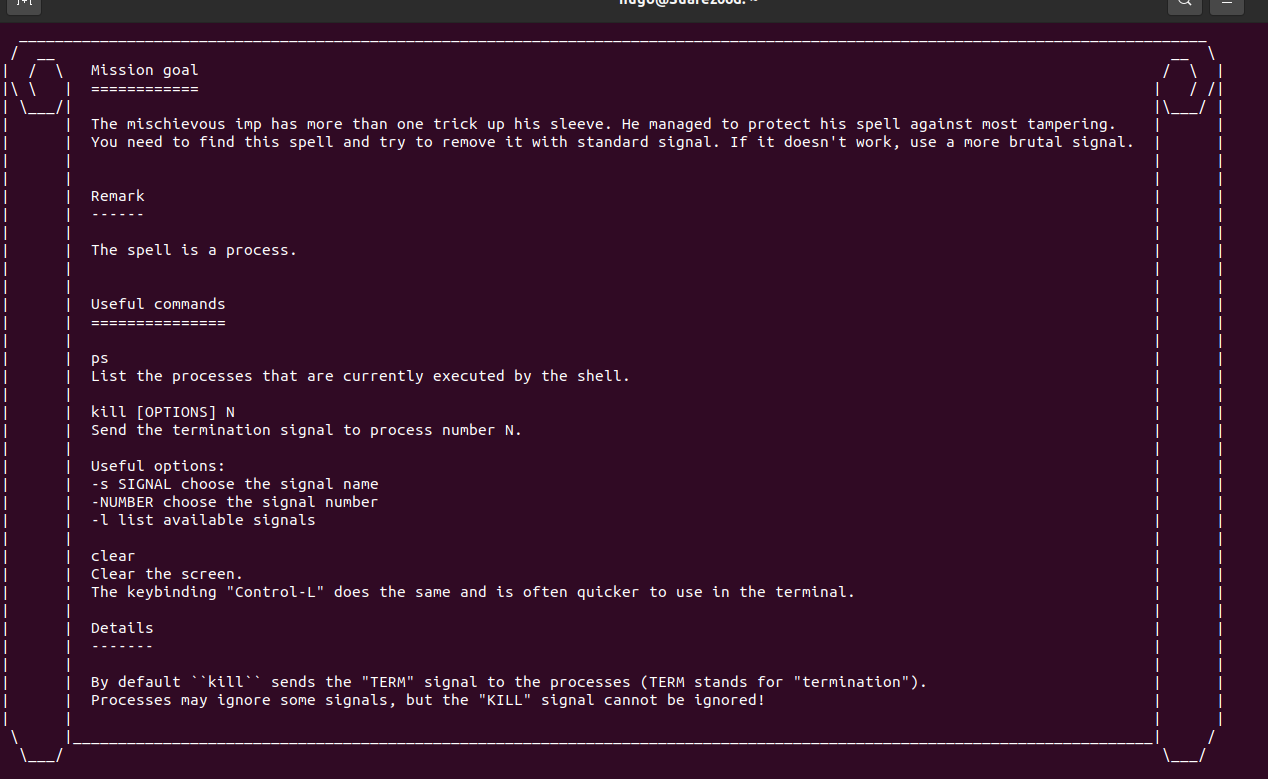 Mission goal
============
The mischievous imp has more than one trick up his sleeve. He managed to protect his spell against most tampering.
You need to find this spell and try to remove it with standard signal. If it doesn't work, use a more brutal signal.
Remark
------
The spell is a process.
Useful commands
===============
ps
List the processes that are currently executed by the shell.
kill [OPTIONS] N
Send the termination signal to process number N.
Useful options:
-s SIGNAL choose the signal name
-NUMBER choose the signal number
-l list available signals
clear
Clear the screen.
The keybinding "Control-L" does the same and is often quicker to use in the terminal.
Details
-------
By default ``kill`` sends the "TERM" signal to the processes (TERM stands for "termination").
Processes may ignore some signals, but the "KILL" signal cannot be ignored!